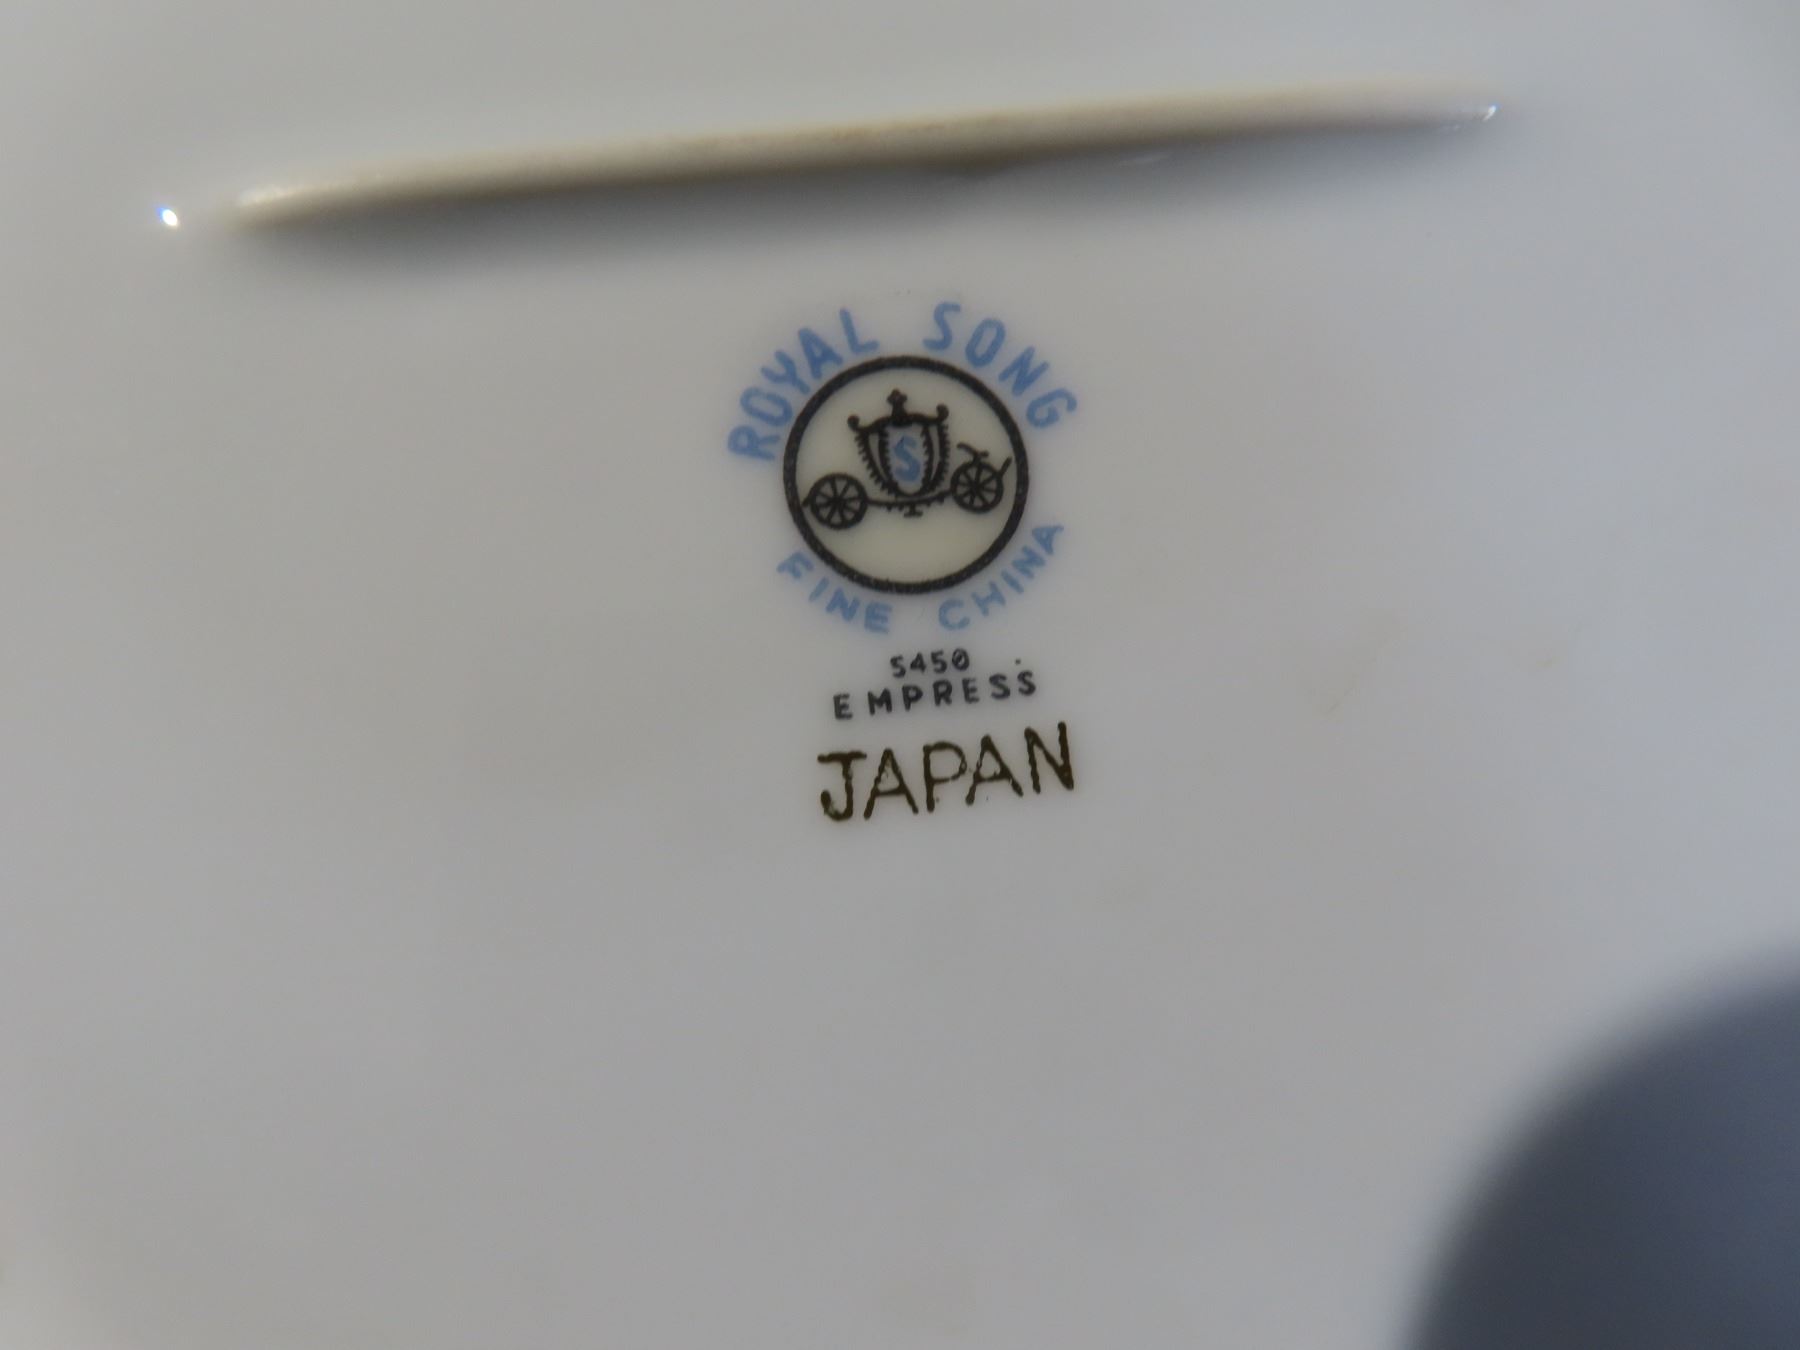 ROYAL SONG
S
FINE CHINA
5450
EMPRESS
JAPAN